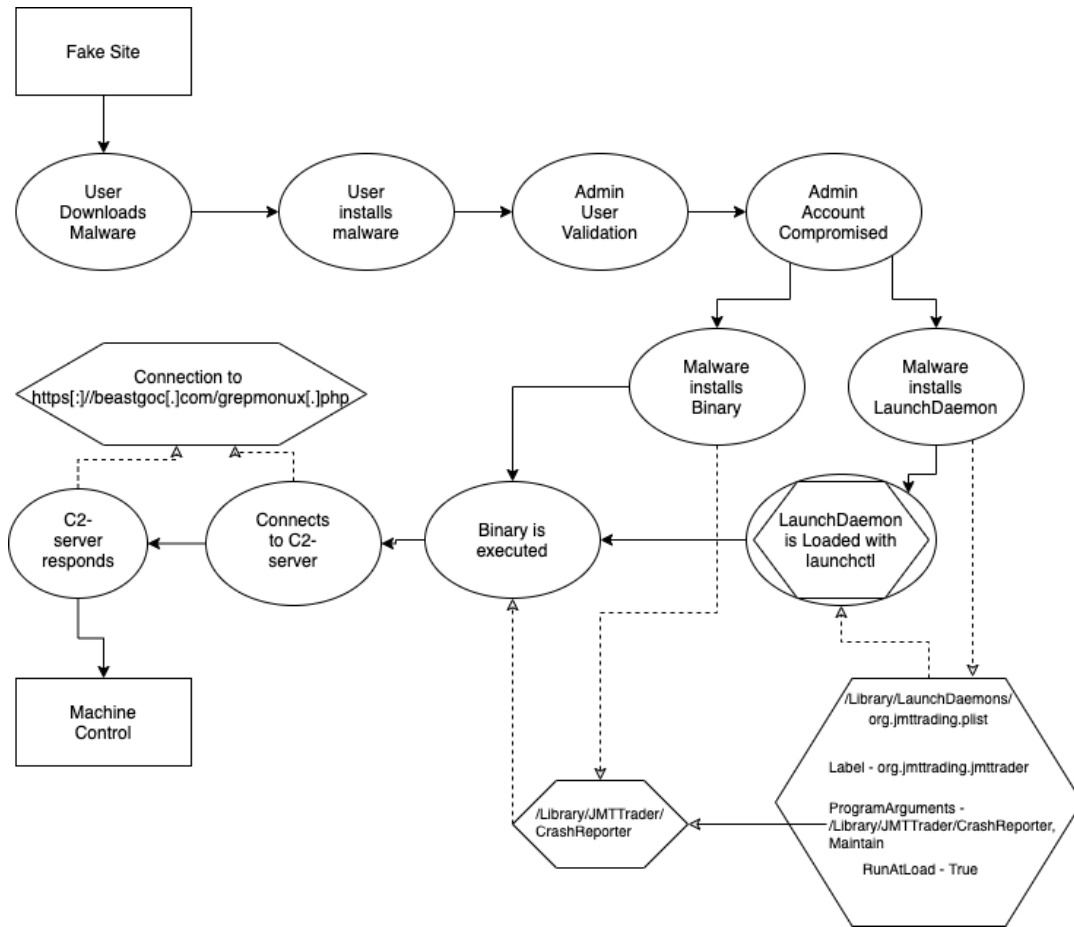 Fake Site
User
Downloads
Malware
User
installs
malware
Admin
User
Validation
Admin
Account
Compromised
Connection to
https[:]//beastgoc[.]com/grepmonux[.]php
Malware
installs
Binary
Malware
installs
LaunchDaemon
C2-
server
responds
Connects
to C2-
server
Binary is
executed
LaunchDaemon
is Loaded with
launchctl
Machine
Control
/Library/JMTTrader/
CrashReporter
/Library/LaunchDaemons/
org.jmttrading.plist
Label - org.jmttrading.jmttrader
ProgramArguments -
/Library/JMTTrader/CrashReporter,
Maintain
RunAtLoad - True